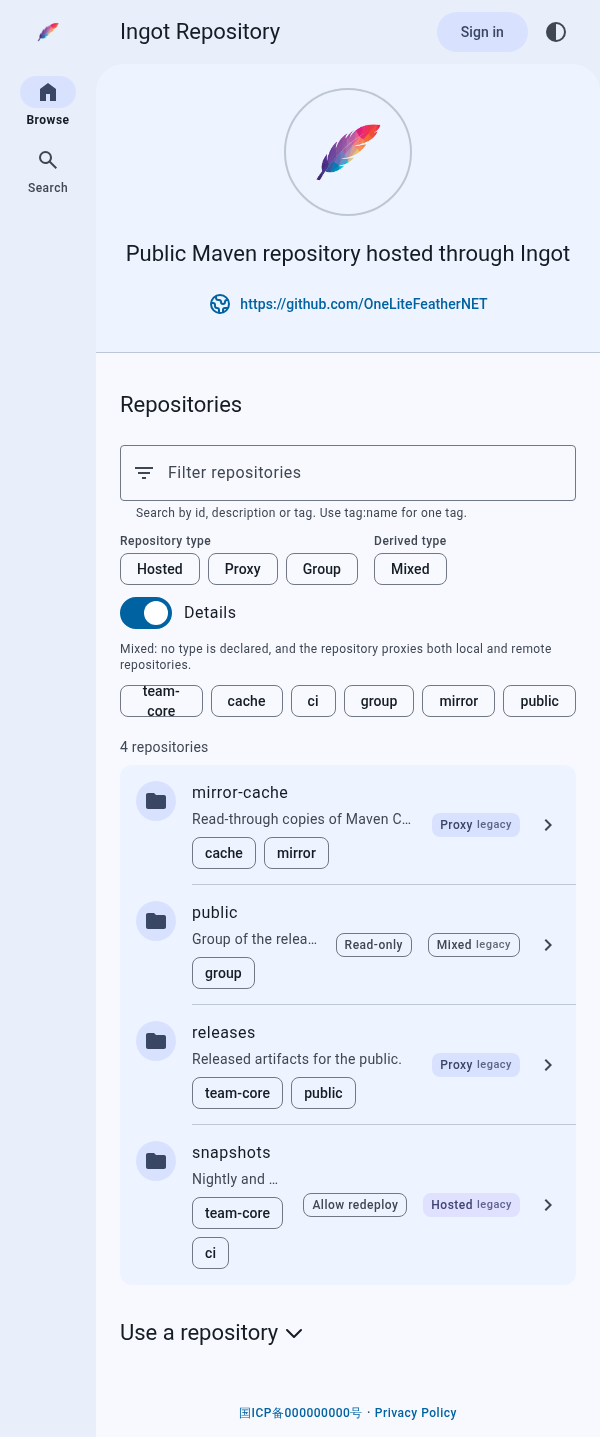 Ingot Repository
Sign in
Browse
Search
Public Maven repository hosted through Ingot
https://github.com/OneLiteFeatherNET
Repositories
Filter repositories
Search by id, description or tag. Use tag:name for one tag.
Repository type
Derived type
Hosted
Proxy
Group
Mixed
Details
Mixed: no type is declared, and the repository proxies both local and remote
repositories.
team-
core
cache
ci
group
mirror
public
4 repositories
mirror-cache
Read-through copies of Maven C…
Proxy legacy
cache
mirror
public
Group of the relea…
Read-only
Mixed legacy
group
releases
Released artifacts for the public.
Proxy legacy
team-core
public
snapshots
Nightly and …
Allow redeploy
Hosted legacy
team-core
ci
Use a repository
国ICP备000000000号 · Privacy Policy